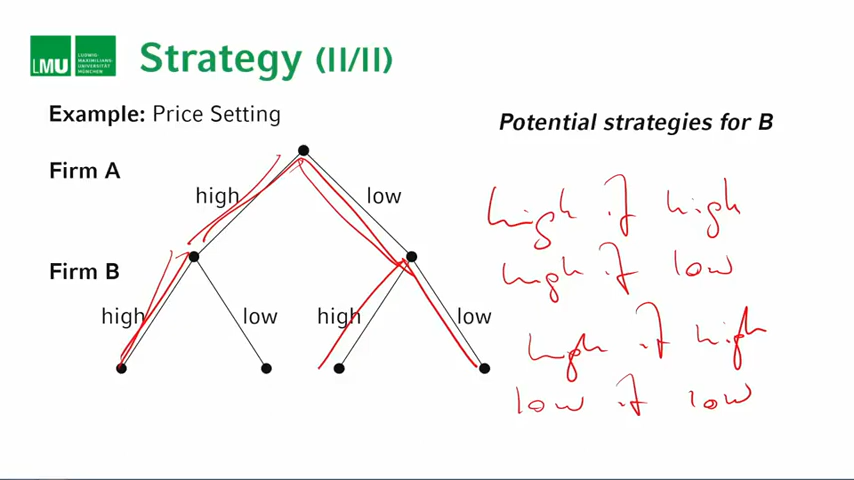 LMU
LUDWIG-
MAXIMILIANS-
UNIVERSITÄT
MÜNCHEN
Strategy (II/II)
Example: Price Setting
Potential strategies for B
Firm A
high
low
high if high
Firm B
high if low
high
low
high
low
high if high
low if low